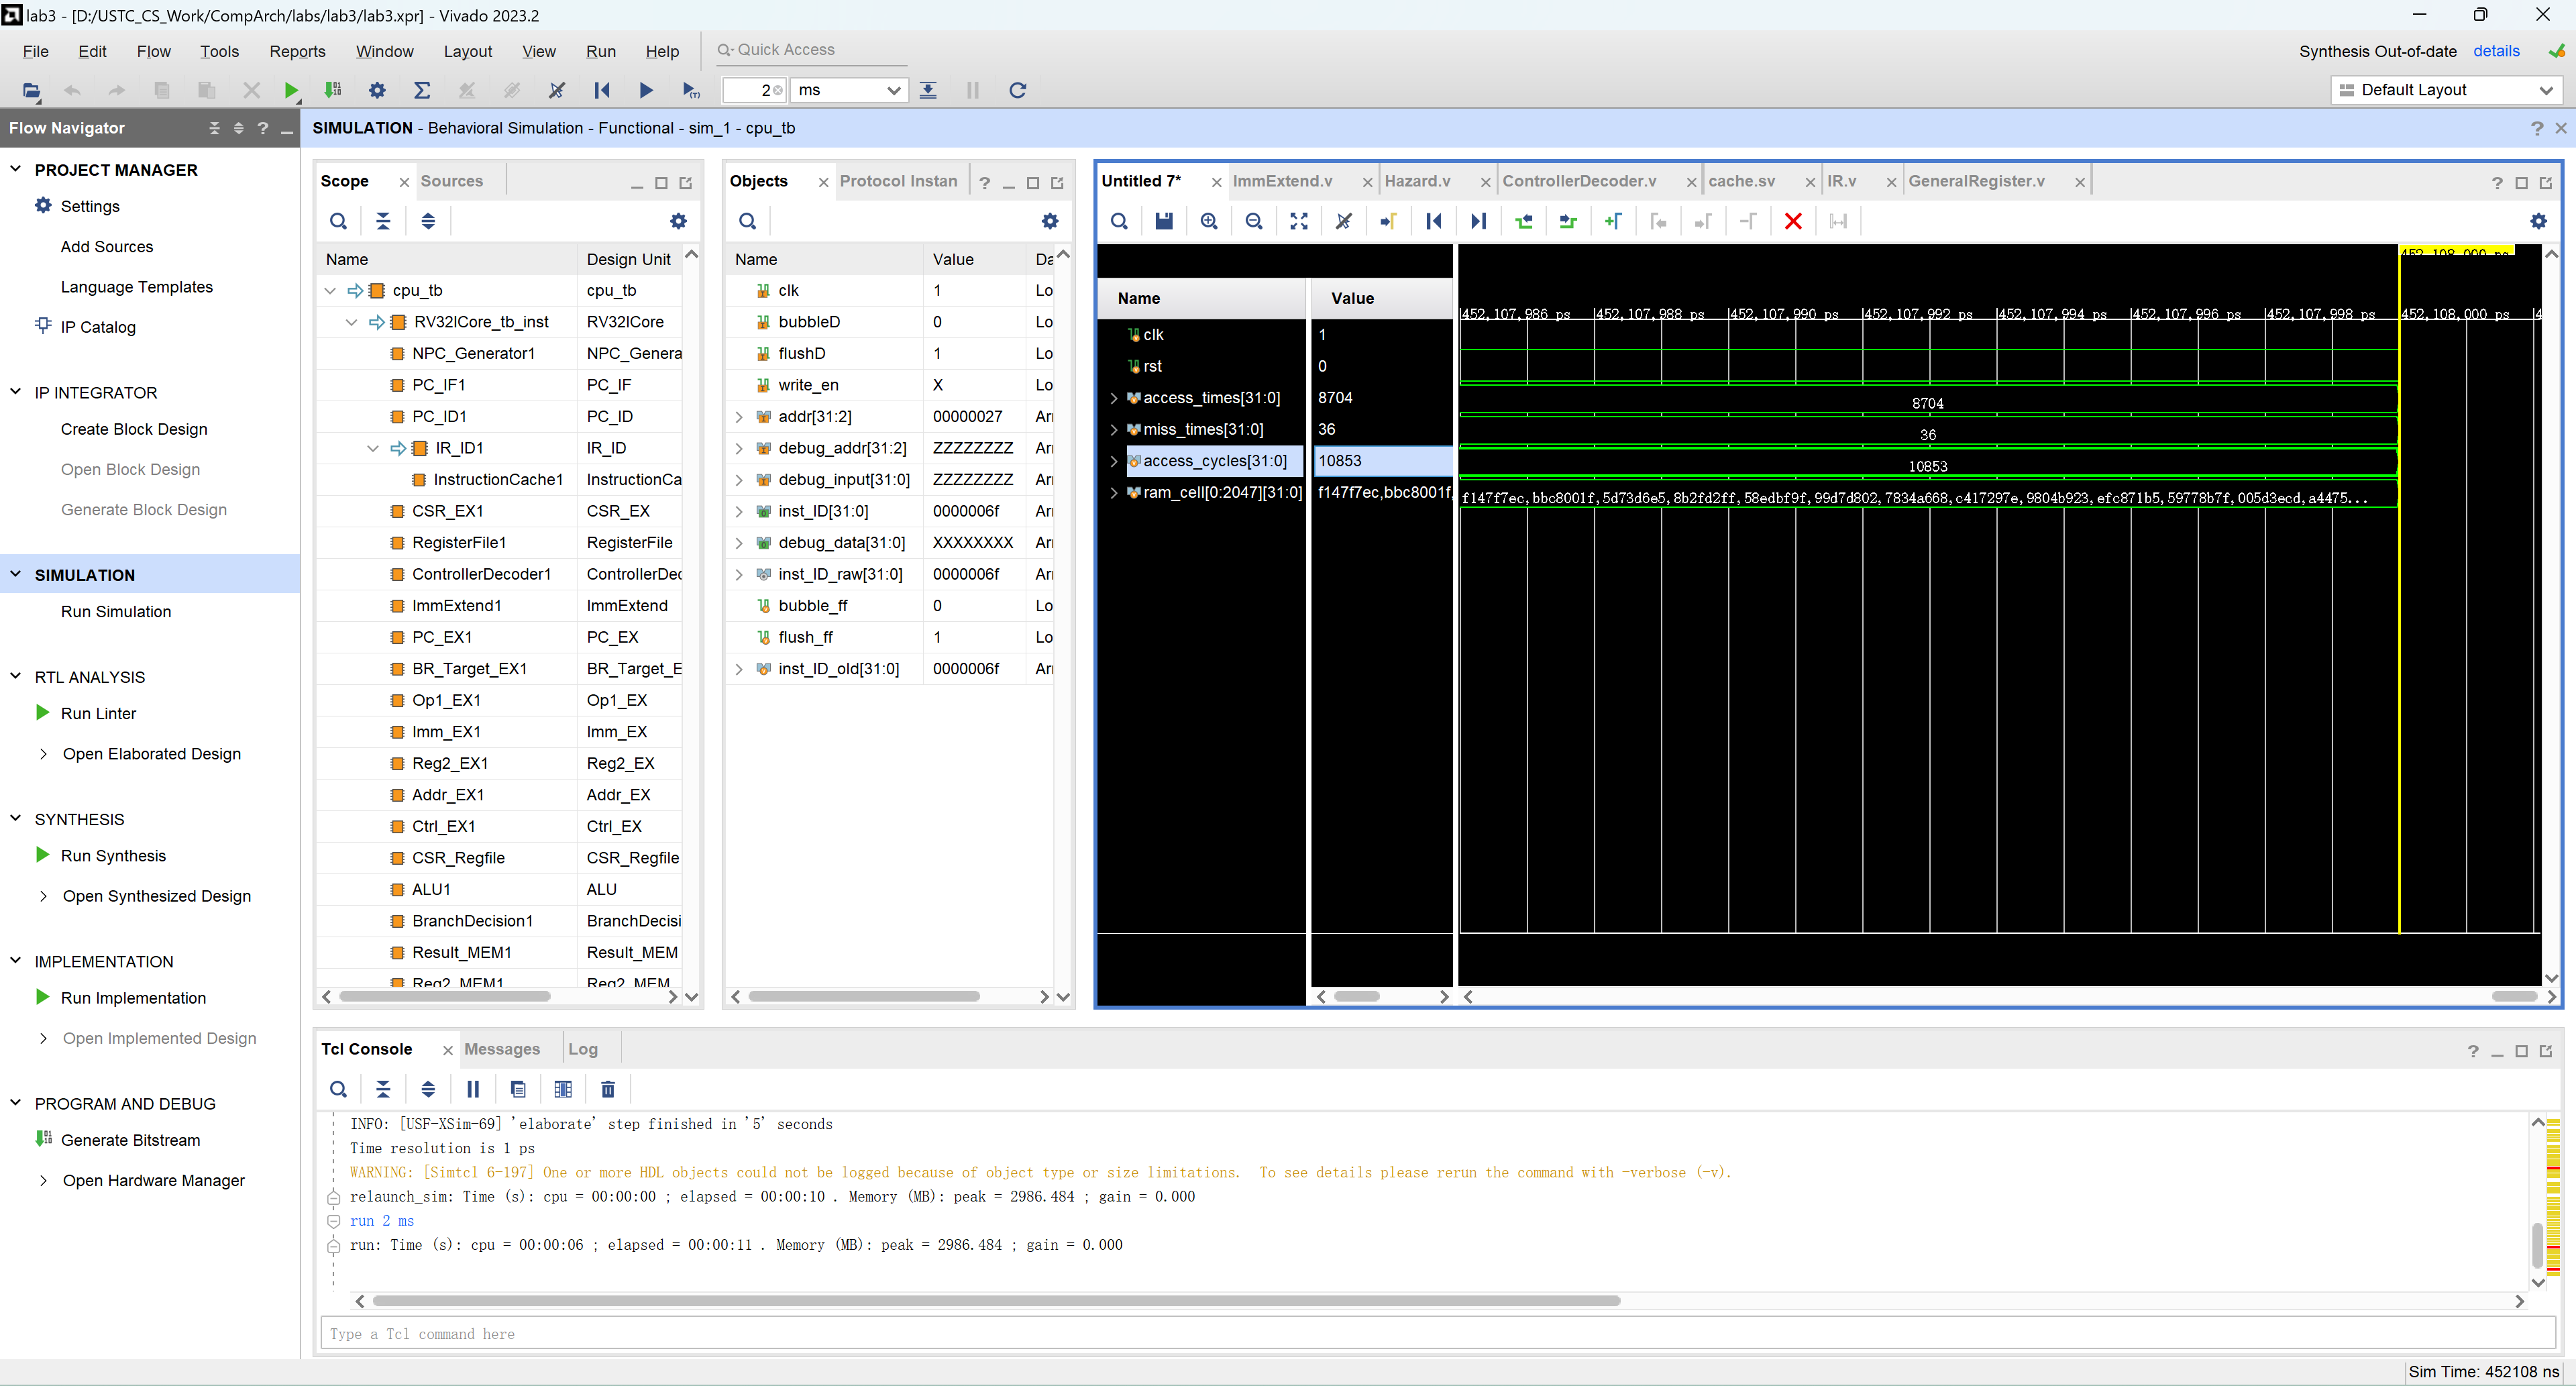 lab3 - [D:/USTC_CS_Work/CompArch/labs/lab3/lab3.xpr] - Vivado 2023.2
File Edit Flow Tools Reports Window Layout View Run Help Quick Access
Synthesis Out-of-date details
2 ms
Default Layout
Flow Navigator
PROJECT MANAGER
Settings
Add Sources
Language Templates
IP Catalog
IP INTEGRATOR
Create Block Design
Open Block Design
Generate Block Design
SIMULATION
Run Simulation
RTL ANALYSIS
Run Linter
Open Elaborated Design
SYNTHESIS
Run Synthesis
Open Synthesized Design
IMPLEMENTATION
Run Implementation
Open Implemented Design
PROGRAM AND DEBUG
Generate Bitstream
Open Hardware Manager
SIMULATION - Behavioral Simulation - Functional - sim_1 - cpu_tb
Scope Sources
Name Design Unit
cpu_tb cpu_tb
RV32ICore_tb_inst RV32ICore
NPC_Generator1 NPC_Genera
PC_IF1 PC_IF
PC_ID1 PC_ID
IR_ID1 IR_ID
InstructionCache1 InstructionCa
CSR_EX1 CSR_EX
RegisterFile1 RegisterFile
ControllerDecoder1 ControllerDec
ImmExtend1 ImmExtend
PC_EX1 PC_EX
BR_Target_EX1 BR_Target_E
Op1_EX1 Op1_EX
Imm_EX1 Imm_EX
Reg2_EX1 Reg2_EX
Addr_EX1 Addr_EX
Ctrl_EX1 Ctrl_EX
CSR_Regfile CSR_Regfile
ALU1 ALU
BranchDecision1 BranchDecisi
Result_MEM1 Result_MEM
Reg2_MEM1 Reg2_MEM
Objects Protocol Instan
Name Value Da
clk 1 Lo
bubbleD 0 Lo
flushD 1 Lo
write_en X Lo
addr[31:2] 00000027 Arr
debug_addr[31:2] ZZZZZZZZ Arr
debug_input[31:0] ZZZZZZZZ Arr
inst_ID[31:0] 0000006f Arr
debug_data[31:0] XXXXXXXX Arr
inst_ID_raw[31:0] 0000006f Arr
bubble_ff 0 Lo
flush_ff 1 Lo
inst_ID_old[31:0] 0000006f Arr
Untitled 7* ImmExtend.v Hazard.v ControllerDecoder.v cache.sv IR.v GeneralRegister.v
452,108,000 ps
Name Value
452,107,986 ps 452,107,988 ps 452,107,990 ps 452,107,992 ps 452,107,994 ps 452,107,996 ps 452,107,998 ps 452,108,000 ps 4
clk 1
rst 0
access_times[31:0] 8704 8704
miss_times[31:0] 36 36
access_cycles[31:0] 10853 10853
ram_cell[0:2047][31:0] f147f7ec,bbc8001f, f147f7ec,bbc8001f,5d73d6e5,8b2fd2ff,58edbf9f,99d7d802,7834a668,c417297e,9804b923,efc871b5,59778b7f,005d3ecd,a4475...
Tcl Console Messages Log
INFO: [USF-XSim-69] 'elaborate' step finished in '5' seconds
Time resolution is 1 ps
WARNING: [Simtcl 6-197] One or more HDL objects could not be logged because of object type or size limitations.  To see details please rerun the command with -verbose (-v).
relaunch_sim: Time (s): cpu = 00:00:00 ; elapsed = 00:00:10 . Memory (MB): peak = 2986.484 ; gain = 0.000
run 2 ms
run: Time (s): cpu = 00:00:06 ; elapsed = 00:00:11 . Memory (MB): peak = 2986.484 ; gain = 0.000
Type a Tcl command here
Sim Time: 452108 ns